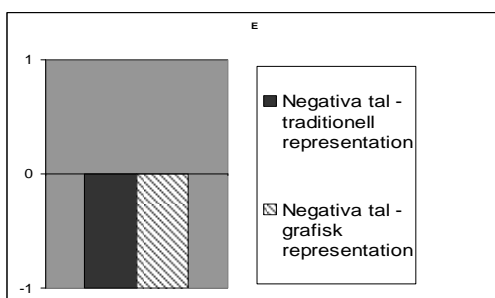 E
1
0
-1
Negativa tal -
traditionell
representation
Negativa tal -
grafisk
representation